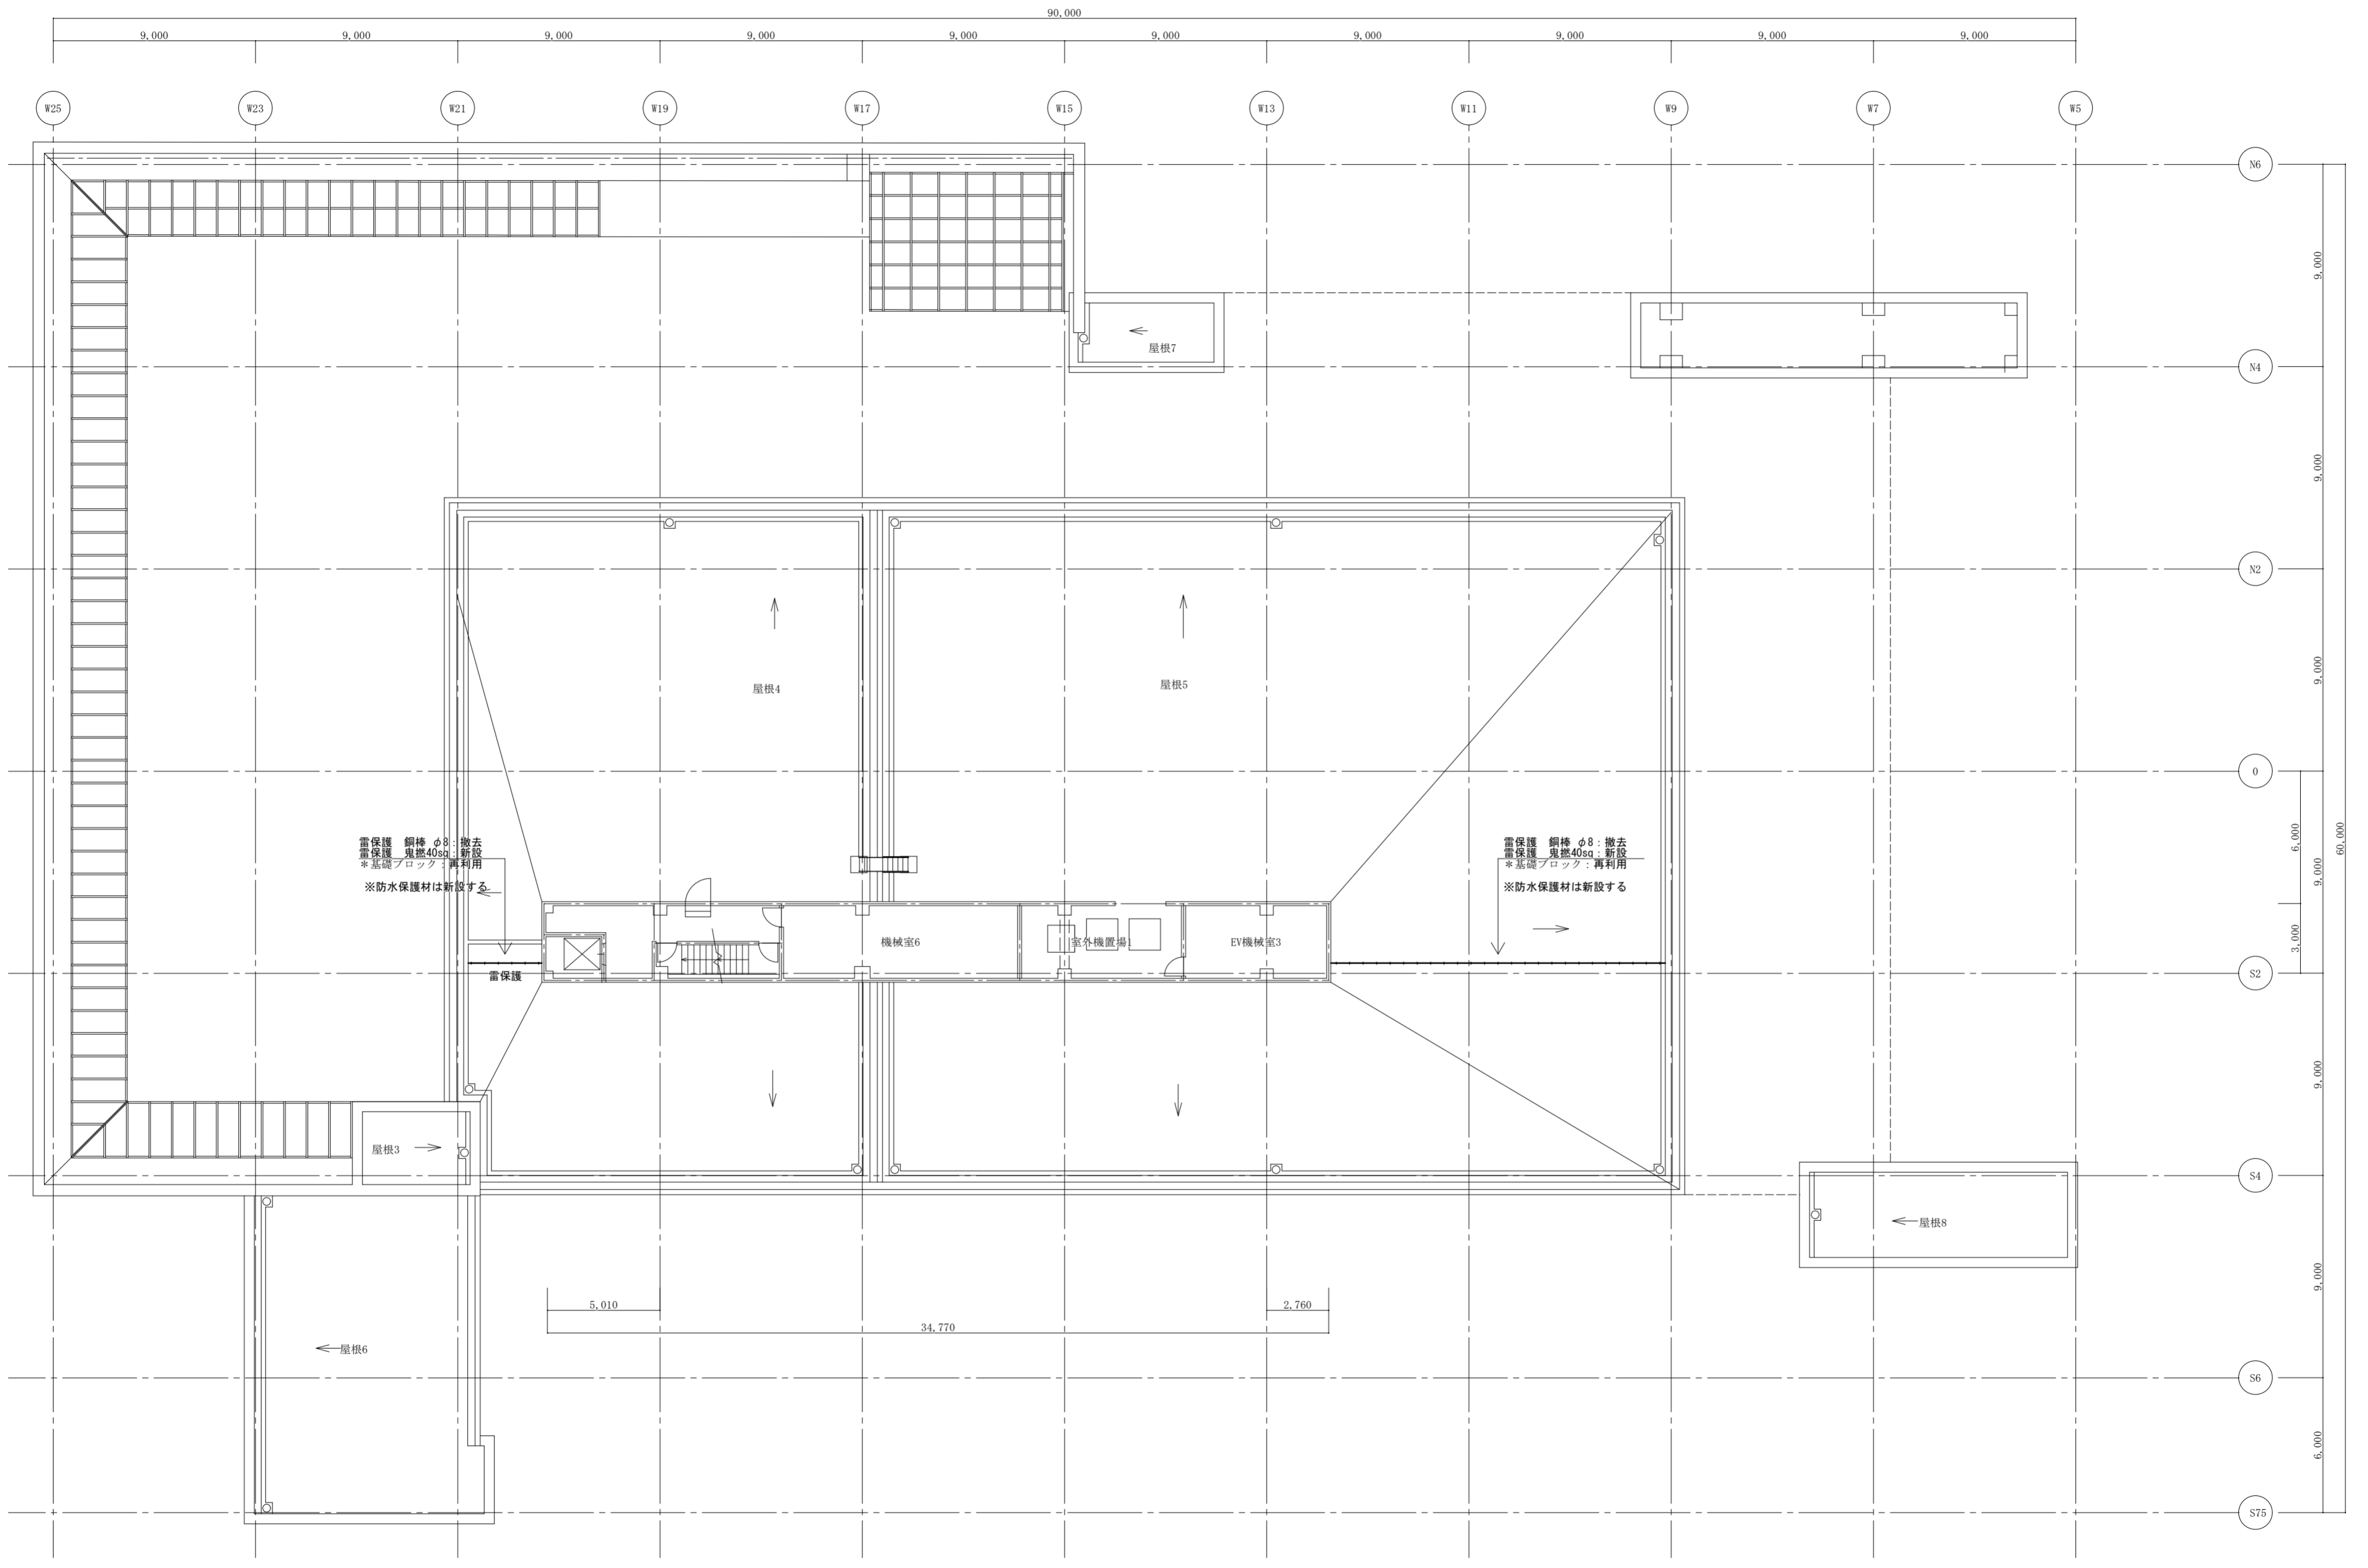 90,000
9,000
9,000
9,000
9,000
9,000
9,000
9,000
9,000
9,000
9,000
W25
W23
W21
W19
W17
W15
W13
W11
W9
W7
W5
N6
9,000
屋根7
N4
9,000
N2
9,000
屋根4
屋根5
0
雷保護　鋼棒 φ8:撤去
雷保護　鬼撚40sq:新設
＊基礎ブロック:再利用
※防水保護材は新設する
雷保護　鋼棒 φ8:撤去
雷保護　鬼撚40sq:新設
＊基礎ブロック:再利用
※防水保護材は新設する
6,000
9,000
60,000
機械室6
室外機置場1
EV機械室3
3,000
雷保護
S2
9,000
屋根3
S4
屋根8
9,000
5,010
2,760
34,770
屋根6
S6
6,000
S75